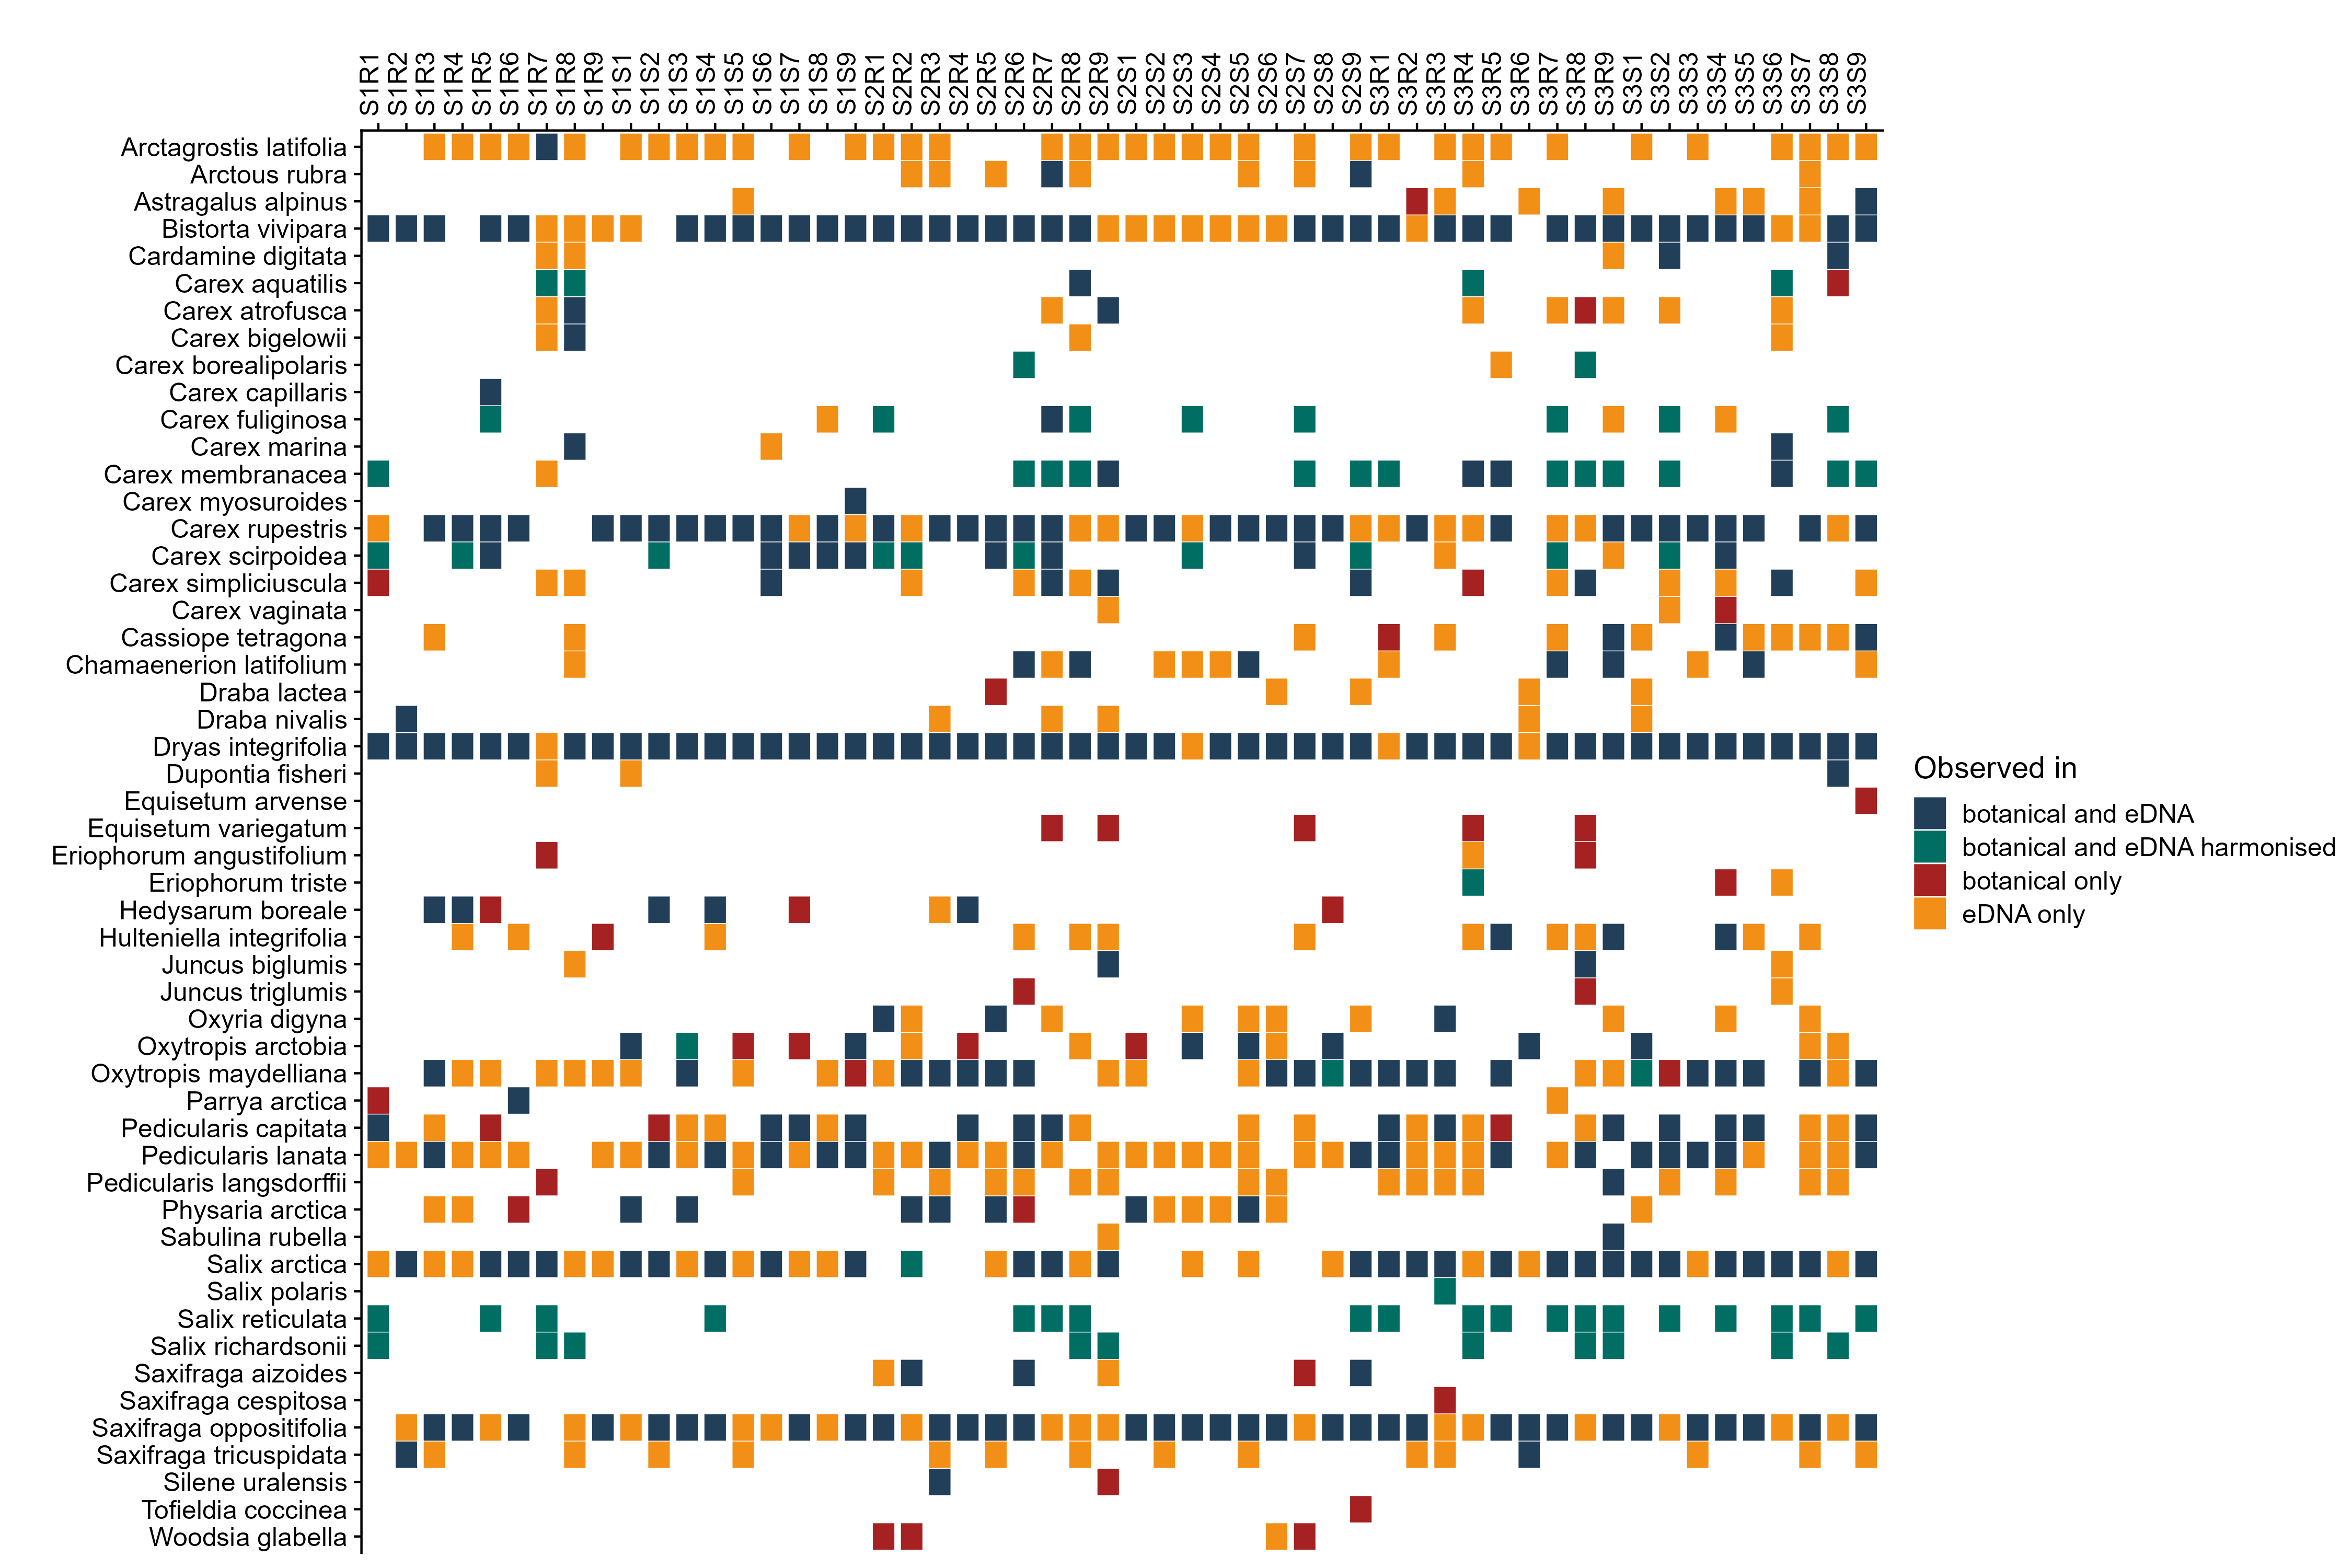 S1R1 S1R2 S1R3 S1R4 S1R5 S1R6 S1R7 S1R8 S1R9 S1S1 S1S2 S1S3 S1S4 S1S5 S1S6 S1S7 S1S8 S1S9 S2R1 S2R2 S2R3 S2R4 S2R5 S2R6 S2R7 S2R8 S2R9 S2S1 S2S2 S2S3 S2S4 S2S5 S2S6 S2S7 S2S8 S2S9 S3R1 S3R2 S3R3 S3R4 S3R5 S3R6 S3R7 S3R8 S3R9 S3S1 S3S2 S3S3 S3S4 S3S5 S3S6 S3S7 S3S8 S3S9
Arctagrostis latifolia
Arctous rubra
Astragalus alpinus
Bistorta vivipara
Cardamine digitata
Carex aquatilis
Carex atrofusca
Carex bigelowii
Carex borealipolaris
Carex capillaris
Carex fuliginosa
Carex marina
Carex membranacea
Carex myosuroides
Carex rupestris
Carex scirpoidea
Carex simpliciuscula
Carex vaginata
Cassiope tetragona
Chamaenerion latifolium
Draba lactea
Draba nivalis
Dryas integrifolia
Dupontia fisheri
Equisetum arvense
Equisetum variegatum
Eriophorum angustifolium
Eriophorum triste
Hedysarum boreale
Hulteniella integrifolia
Juncus biglumis
Juncus triglumis
Oxyria digyna
Oxytropis arctobia
Oxytropis maydelliana
Parrya arctica
Pedicularis capitata
Pedicularis lanata
Pedicularis langsdorffii
Physaria arctica
Sabulina rubella
Salix arctica
Salix polaris
Salix reticulata
Salix richardsonii
Saxifraga aizoides
Saxifraga cespitosa
Saxifraga oppositifolia
Saxifraga tricuspidata
Silene uralensis
Tofieldia coccinea
Woodsia glabella
Observed in
botanical and eDNA
botanical and eDNA harmonised
botanical only
eDNA only